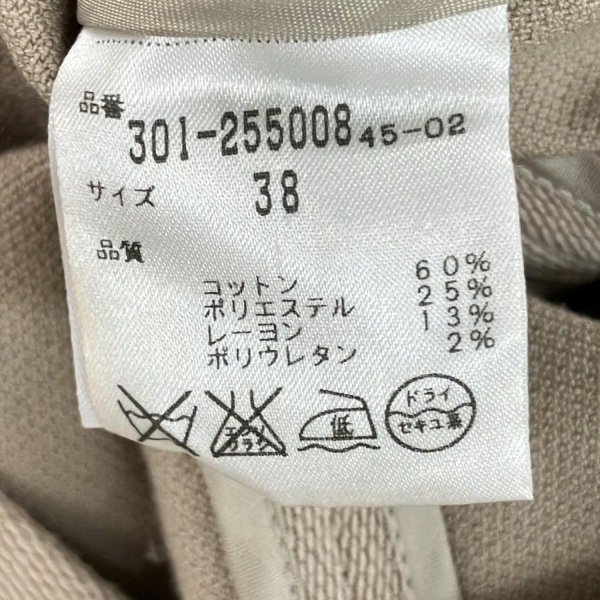 品番 301-255008 45-02
サイズ 38
品質
コットン 60%
ポリエステル 25%
レーヨン 13%
ポリウレタン 2%
エンソ サラシ 低 ドライ セキユ系